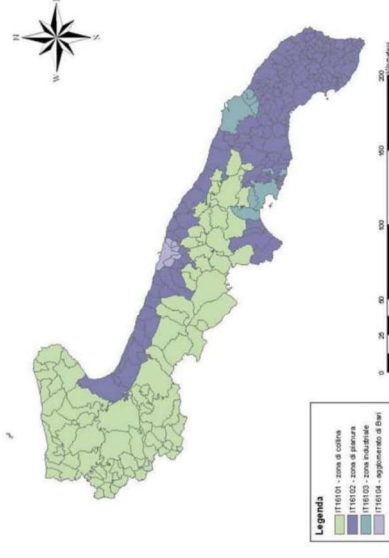 Legenda
IT16101 - zona di collina
IT16102 - zona di pianura
IT16103 - zona industriale
IT16104 - agglomerato di Bari
0
25
50
100
150
200
W
S